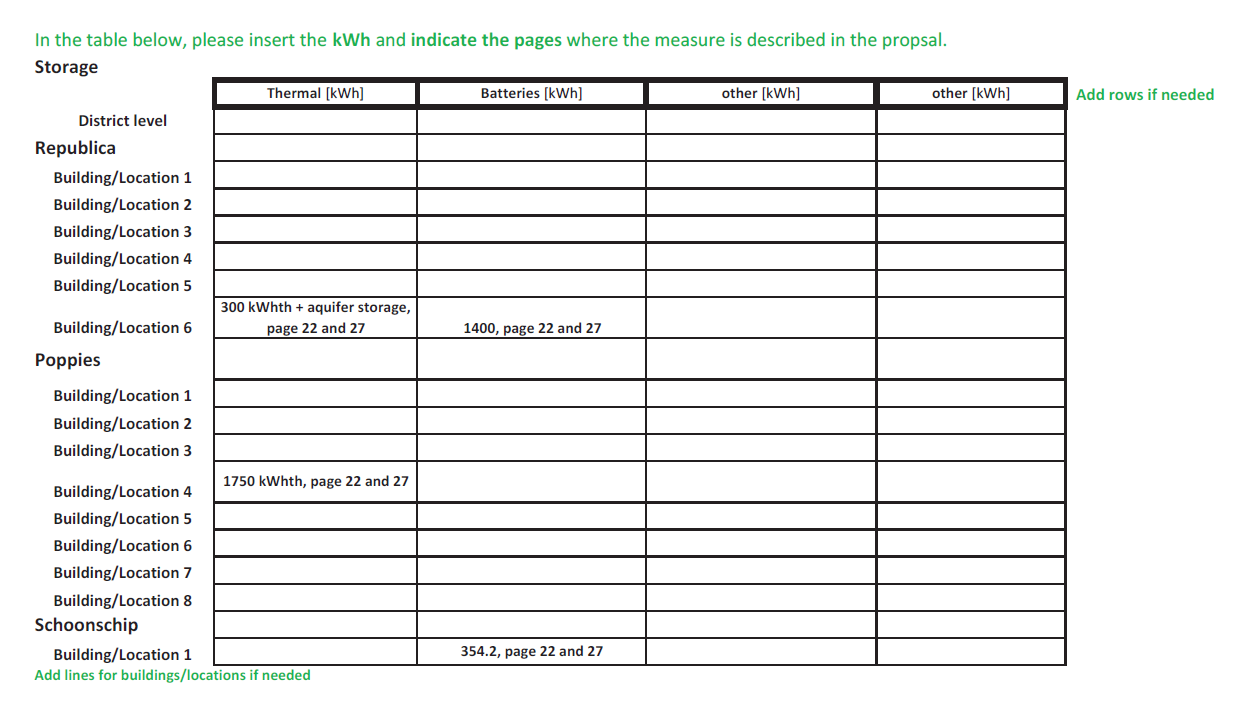 In the table below, please insert the kWh and indicate the pages where the measure is described in the propsal.
Storage
Thermal [kWh] Batteries [kWh] other [kWh] other [kWh] Add rows if needed
District level
Republica
Building/Location 1
Building/Location 2
Building/Location 3
Building/Location 4
Building/Location 5
300 kWhth + aquifer storage,
Building/Location 6 page 22 and 27 1400, page 22 and 27
Poppies
Building/Location 1
Building/Location 2
Building/Location 3
Building/Location 4 1750 kWhth, page 22 and 27
Building/Location 5
Building/Location 6
Building/Location 7
Building/Location 8
Schoonschip
Building/Location 1 354.2, page 22 and 27
Add lines for buildings/locations if needed